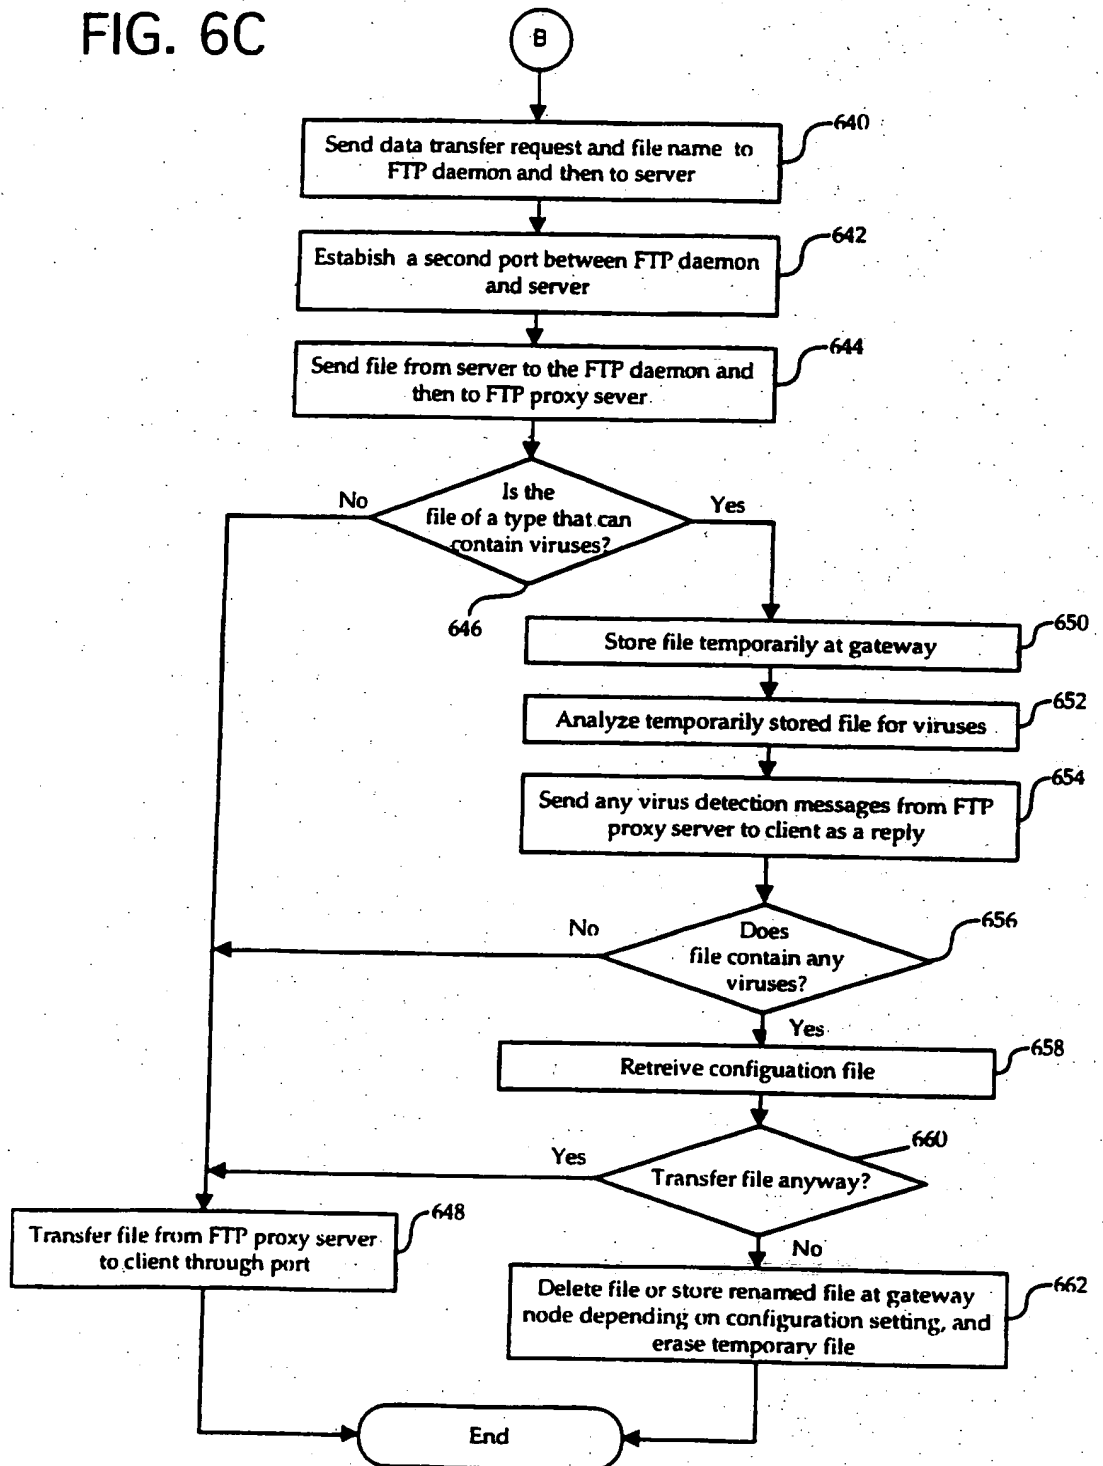 FIG. 6C
B
Send data transfer request and file name to
FTP daemon and then to server
640
Estabish a second port between FTP daemon
and server
642
Send file from server to the FTP daemon and
then to FTP proxy sever
644
No
Is the
file of a type that can
contain viruses?
Yes
646
Store file temporarily at gateway
650
Analyze temporarily stored file for viruses
652
Send any virus detection messages from FTP
proxy server to client as a reply
654
No
Does
file contain any
viruses?
656
Yes
Retreive configuation file
658
Yes
Transfer file anyway?
660
No
Transfer file from FTP proxy server
to client through port
648
Delete file or store renamed file at gateway
node depending on configuration setting, and
erase temporary file
662
End